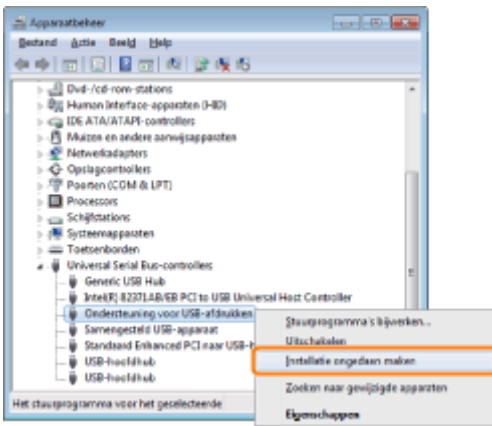 Apparaatbeheer
Bestand Actie Beeld Help
Dvd-/cd-rom-stations
Human Interface-apparaten (HID)
IDE ATA/ATAPI-controllers
Muizen en andere aanwijsapparaten
Netwerkadapters
Opslagcontrollers
Poorten (COM & LPT)
Processors
Schijfstations
Systeemapparaten
Toetsenborden
Universal Serial Bus-controllers
Generic USB Hub
Intel(R) 82371AB/EB PCI to USB Universal Host Controller
Ondersteuning voor USB-afdrukken
Stuurprogramma's bijwerken...
Samengesteld USB-apparaat
Uitschakelen
Standaard Enhanced PCI naar USB-h
Installatie ongedaan maken
USB-hoofdhub
USB-hoofdhub
Zoeken naar gewijzigde apparaten
Het stuurprogramma voor het geselecteerde
Eigenschappen